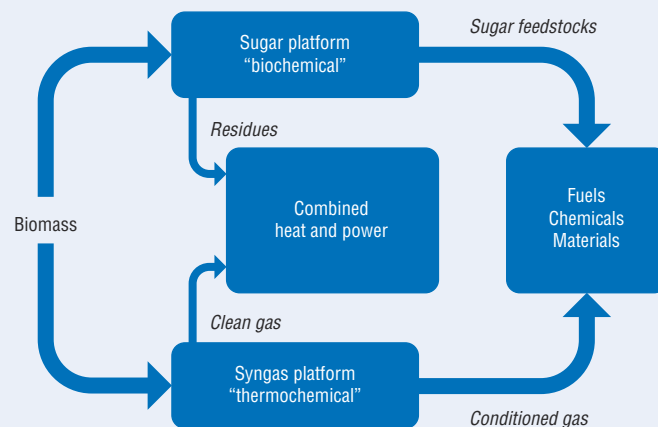 Sugar feedstocks
Sugar platform
“biochemical”
Residues
Combined
heat and power
Fuels
Chemicals
Materials
Biomass
Clean gas
Syngas platform
“thermochemical”
Conditioned gas